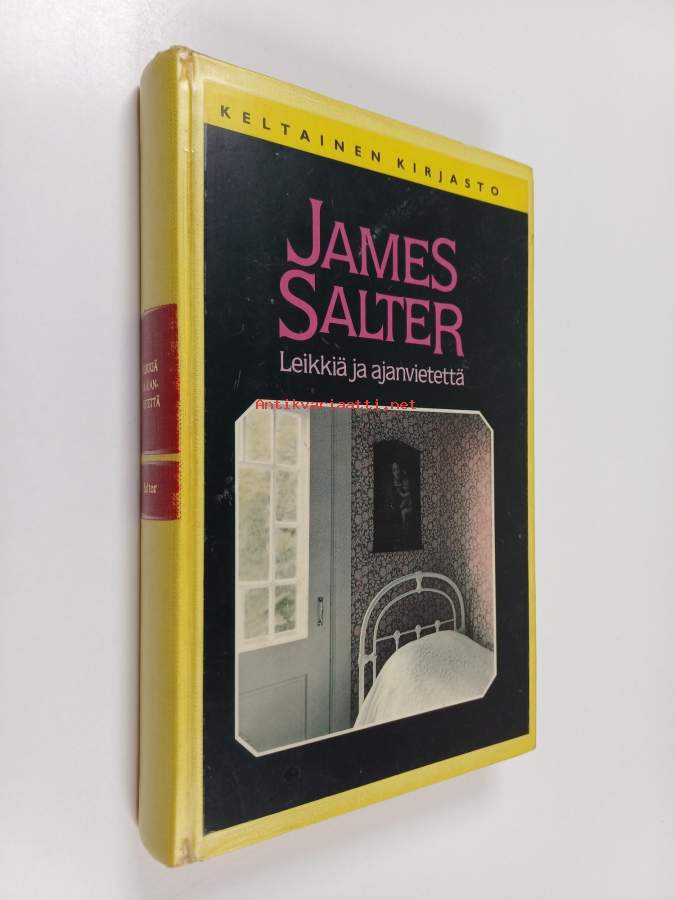 KELTAINEN KIRJASTO
JAMES
SALTER
Leikkiä ja ajanvietettä
Antikvariaatti.net